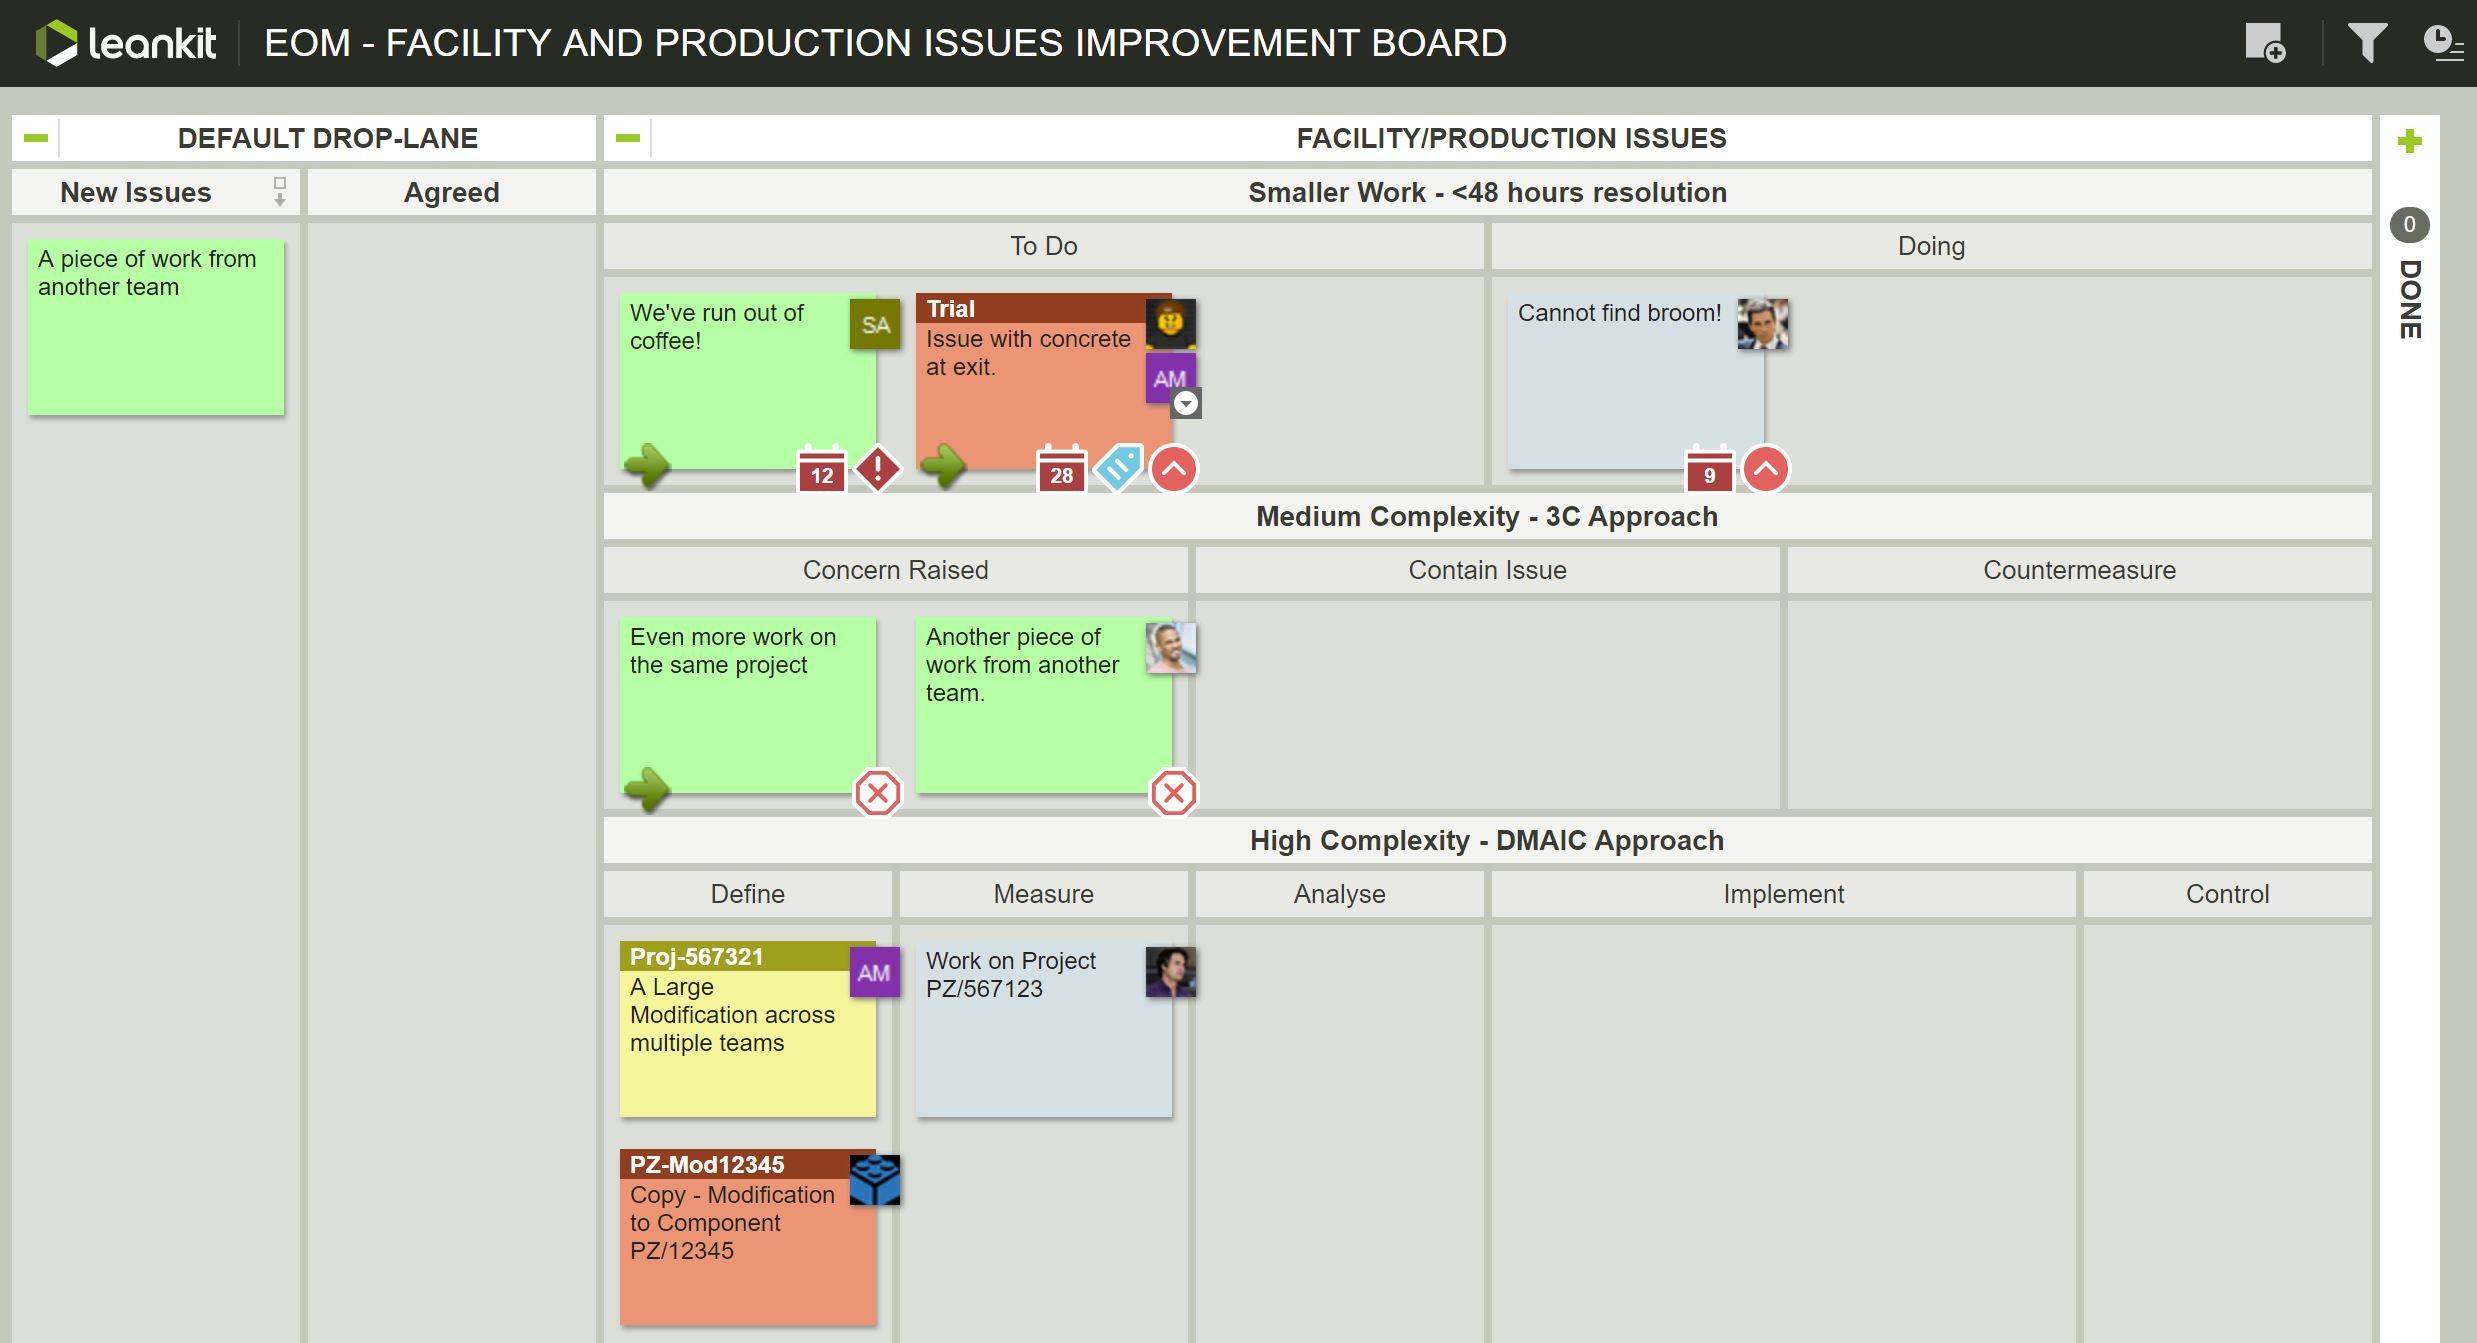 leankit
EOM - FACILITY AND PRODUCTION ISSUES IMPROVEMENT BOARD
DEFAULT DROP-LANE
FACILITY/PRODUCTION ISSUES
New Issues
Agreed
Smaller Work - <48 hours resolution
0
DONE
To Do
Doing
A piece of work from
another team
We've run out of
coffee!
SA
12
Trial
Issue with concrete
at exit.
AM
28
Cannot find broom!
9
Medium Complexity - 3C Approach
Concern Raised
Contain Issue
Countermeasure
Even more work on
the same project
Another piece of
work from another
team.
High Complexity - DMAIC Approach
Define
Measure
Analyse
Implement
Control
Proj-567321
A Large
Modification across
multiple teams
AM
Work on Project
PZ/567123
PZ-Mod12345
Copy - Modification
to Component
PZ/12345